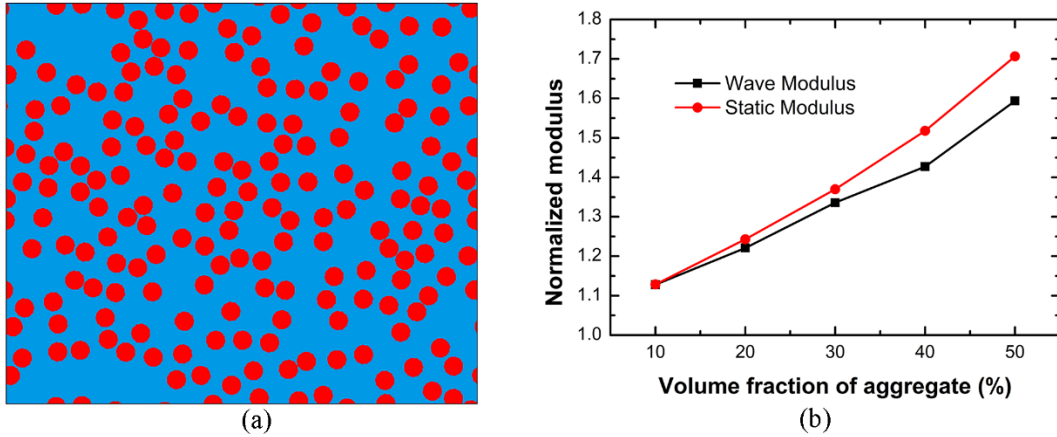 1.8
1.7
1.6
1.5
1.4
1.3
1.2
1.1
1.0
Normalized modulus
Wave Modulus
Static Modulus
10 20 30 40 50
Volume fraction of aggregate (%)
(a)
(b)